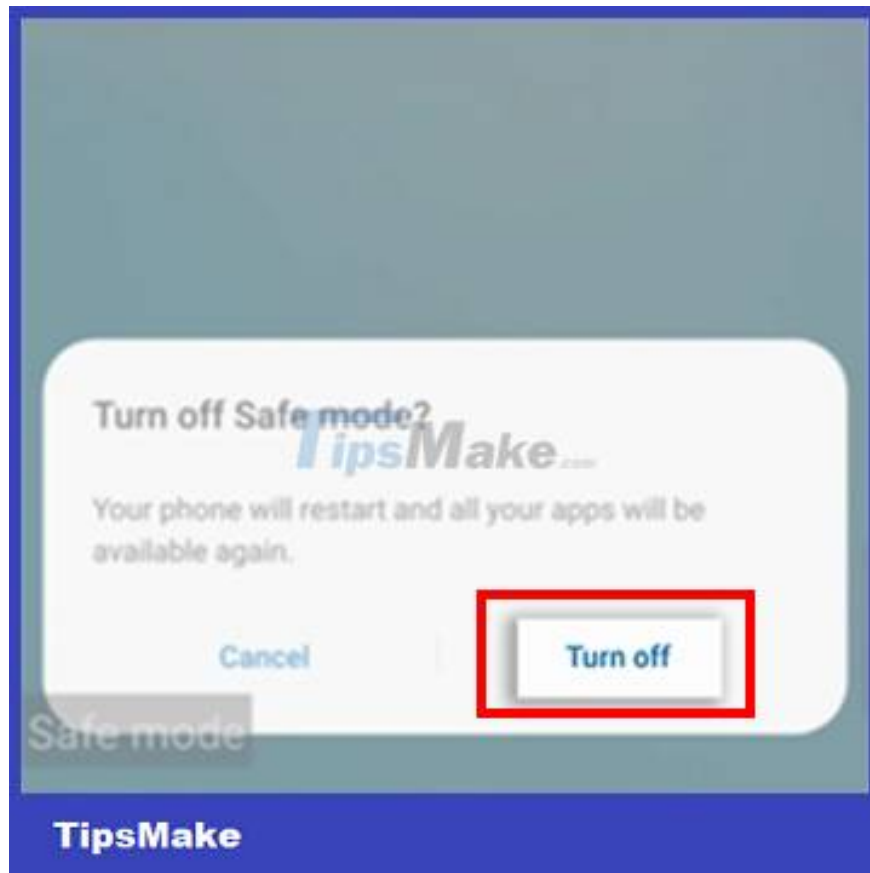 Turn off Safe mode?
TipsMake.com
Your phone will restart and all your apps will be
available again.
Cancel
Turn off
Safe mode
TipsMake